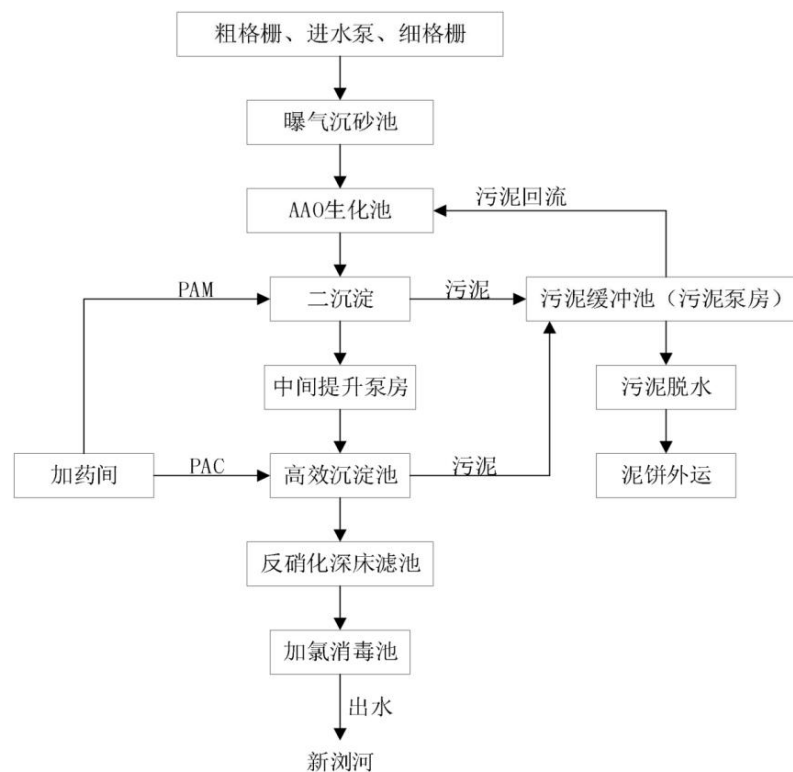 粗格栅、进水泵、细格栅
曝气沉砂池
污泥回流
AAO生化池
PAM
二沉淀
污泥
污泥缓冲池（污泥泵房）
中间提升泵房
污泥脱水
加药间
PAC
高效沉淀池
污泥
泥饼外运
反硝化深床滤池
加氯消毒池
出水
新浏河